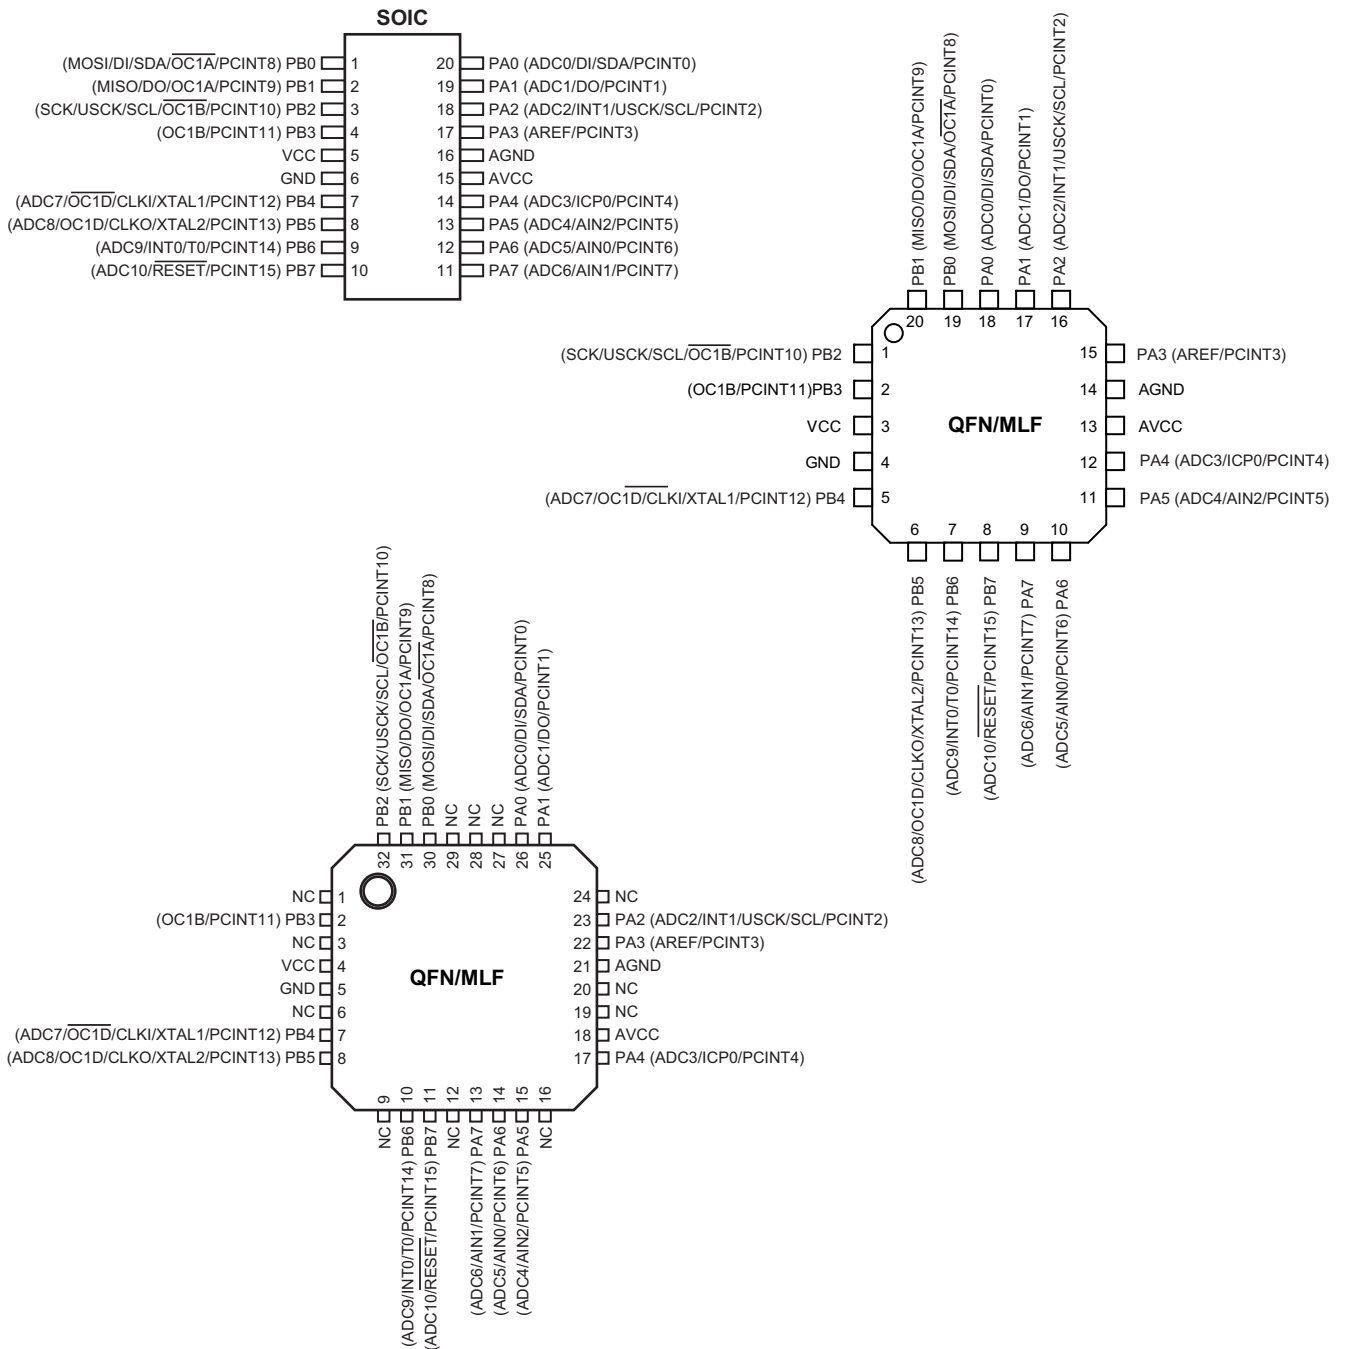 SOIC
(MOSI/DI/SDA/OC1A/PCINT8) PB0 1
(MISO/DO/OC1A/PCINT9) PB1 2
(SCK/USCK/SCL/OC1B/PCINT10) PB2 3
(OC1B/PCINT11) PB3 4
VCC 5
GND 6
(ADC7/OC1D/CLKI/XTAL1/PCINT12) PB4 7
(ADC8/OC1D/CLKO/XTAL2/PCINT13) PB5 8
(ADC9/INT0/T0/PCINT14) PB6 9
(ADC10/RESET/PCINT15) PB7 10
20 PA0 (ADC0/DI/SDA/PCINT0)
19 PA1 (ADC1/DO/PCINT1)
18 PA2 (ADC2/INT1/USCK/SCL/PCINT2)
17 PA3 (AREF/PCINT3)
16 AGND
15 AVCC
14 PA4 (ADC3/ICP0/PCINT4)
13 PA5 (ADC4/AIN2/PCINT5)
12 PA6 (ADC5/AIN0/PCINT6)
11 PA7 (ADC6/AIN1/PCINT7)
PB1 (MISO/DO/OC1A/PCINT9)
PB0 (MOSI/DI/SDA/OC1A/PCINT8)
PA0 (ADC0/DI/SDA/PCINT0)
PA1 (ADC1/DO/PCINT1)
PA2 (ADC2/INT1/USCK/SCL/PCINT2)
20 19 18 17 16
(SCK/USCK/SCL/OC1B/PCINT10) PB2 1
(OC1B/PCINT11)PB3 2
VCC 3
GND 4
(ADC7/OC1D/CLKI/XTAL1/PCINT12) PB4 5
QFN/MLF
15 PA3 (AREF/PCINT3)
14 AGND
13 AVCC
12 PA4 (ADC3/ICP0/PCINT4)
11 PA5 (ADC4/AIN2/PCINT5)
6 7 8 9 10
(ADC8/OC1D/CLKO/XTAL2/PCINT13) PB5
(ADC9/INT0/T0/PCINT14) PB6
(ADC10/RESET/PCINT15) PB7
(ADC6/AIN1/PCINT7) PA7
(ADC5/AIN0/PCINT6) PA6
32 PB2 (SCK/USCK/SCL/OC1B/PCINT10)
31 PB1 (MISO/DO/OC1A/PCINT9)
30 PB0 (MOSI/DI/SDA/OC1A/PCINT8)
29 NC
28 NC
27 NC
26 PA0 (ADC0/DI/SDA/PCINT0)
25 PA1 (ADC1/DO/PCINT1)
NC 1
(OC1B/PCINT11) PB3 2
NC 3
VCC 4
GND 5
NC 6
(ADC7/OC1D/CLKI/XTAL1/PCINT12) PB4 7
(ADC8/OC1D/CLKO/XTAL2/PCINT13) PB5 8
QFN/MLF
24 NC
23 PA2 (ADC2/INT1/USCK/SCL/PCINT2)
22 PA3 (AREF/PCINT3)
21 AGND
20 NC
19 NC
18 AVCC
17 PA4 (ADC3/ICP0/PCINT4)
NC 9
(ADC9/INT0/T0/PCINT14) PB6 10
(ADC10/RESET/PCINT15) PB7 11
NC 12
(ADC6/AIN1/PCINT7) PA7 13
(ADC5/AIN0/PCINT6) PA6 14
(ADC4/AIN2/PCINT5) PA5 15
NC 16